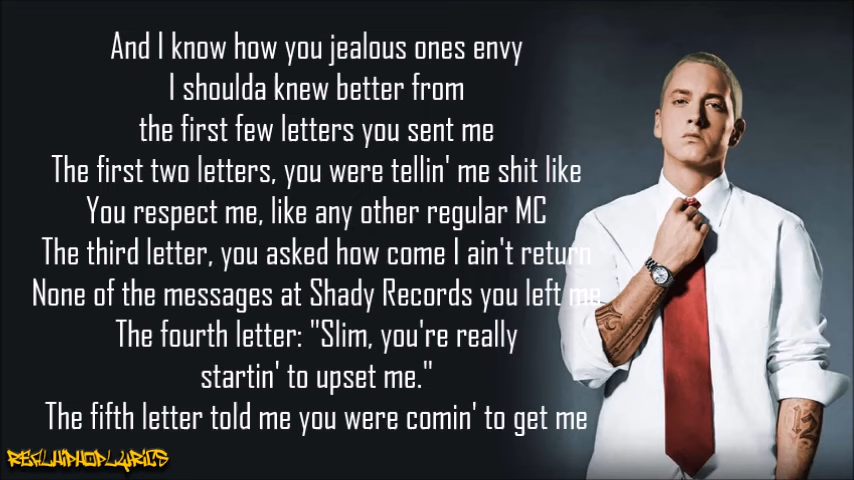 And I know how you jealous ones envy
I shoulda knew better from
the first few letters you sent me
The first two letters, you were tellin' me shit like
You respect me, like any other regular MC
The third letter, you asked how come I ain't return
None of the messages at Shady Records you left me
The fourth letter: "Slim, you're really
startin' to upset me."
The fifth letter told me you were comin' to get me
REALHIPHOPLYRICS